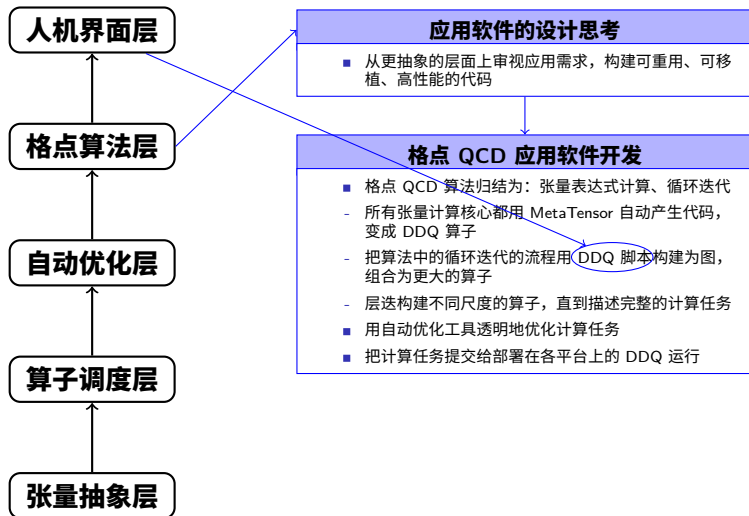 人机界面层
格点算法层
自动优化层
算子调度层
张量抽象层
应用软件的设计思考
从更抽象的层面上审视应用需求，构建可重用、可移
植、高性能的代码
格点 QCD 应用软件开发
格点 QCD 算法归结为：张量表达式计算、循环迭代
- 所有张量计算核心都用 MetaTensor 自动产生代码，
变成 DDQ 算子
- 把算法中的循环迭代的流程用 DDQ 脚本构建为图，
组合为更大的算子
- 层迭构建不同尺度的算子，直到描述完整的计算任务
用自动优化工具透明地优化计算任务
把计算任务提交给部署在各平台上的 DDQ 运行